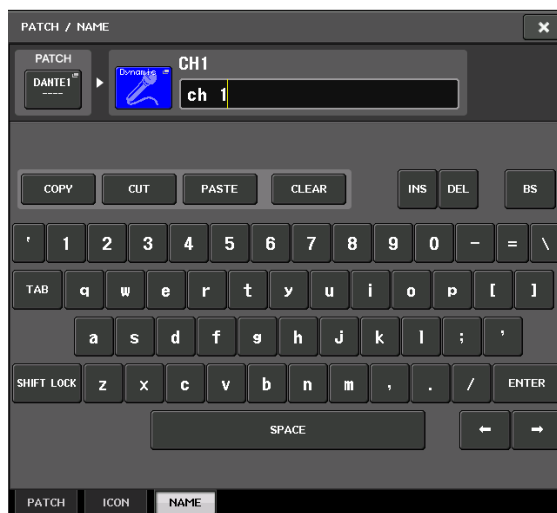 PATCH / NAME
PATCH
DANTE1
----
Dynamic
CH1
ch 1
COPY CUT PASTE CLEAR INS DEL BS
' 1 2 3 4 5 6 7 8 9 0 - = \
TAB q w e r t y u i o p [ ]
a s d f g h j k l ; '
SHIFT LOCK z x c v b n m , . / ENTER
SPACE ← →
PATCH ICON NAME